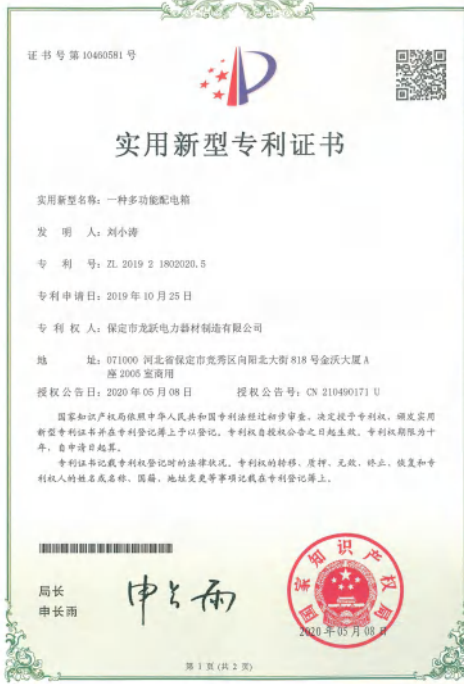 证书号第10460581号
实用新型专利证书
实用新型名称：一种多功能配电箱
发明人：刘小涛
专利号：ZL 2019 2 1802020.5
专利申请日：2019年10月25日
专利权人：保定市龙跃电力器材制造有限公司
地址：071000 河北省保定市竞秀区向阳北大街818号金沃大厦A
座2005室商用
授权公告日：2020年05月08日 授权公告号：CN 210490171 U
国家知识产权局依照中华人民共和国专利法经过初步审查，决定授予专利权，颁发实用
新型专利证书并在专利登记簿上予以登记。专利权自授权公告之日起生效。专利权期限为十
年，自申请日起算。
专利证书记载专利权登记时的法律状况。专利权的转移、质押、无效、终止、恢复和专
利权人的姓名或名称、国籍、地址变更等事项记载在专利登记簿上。
局长
申长雨
申长雨
国家知识产权局
2020年05月08日
第1页(共2页)